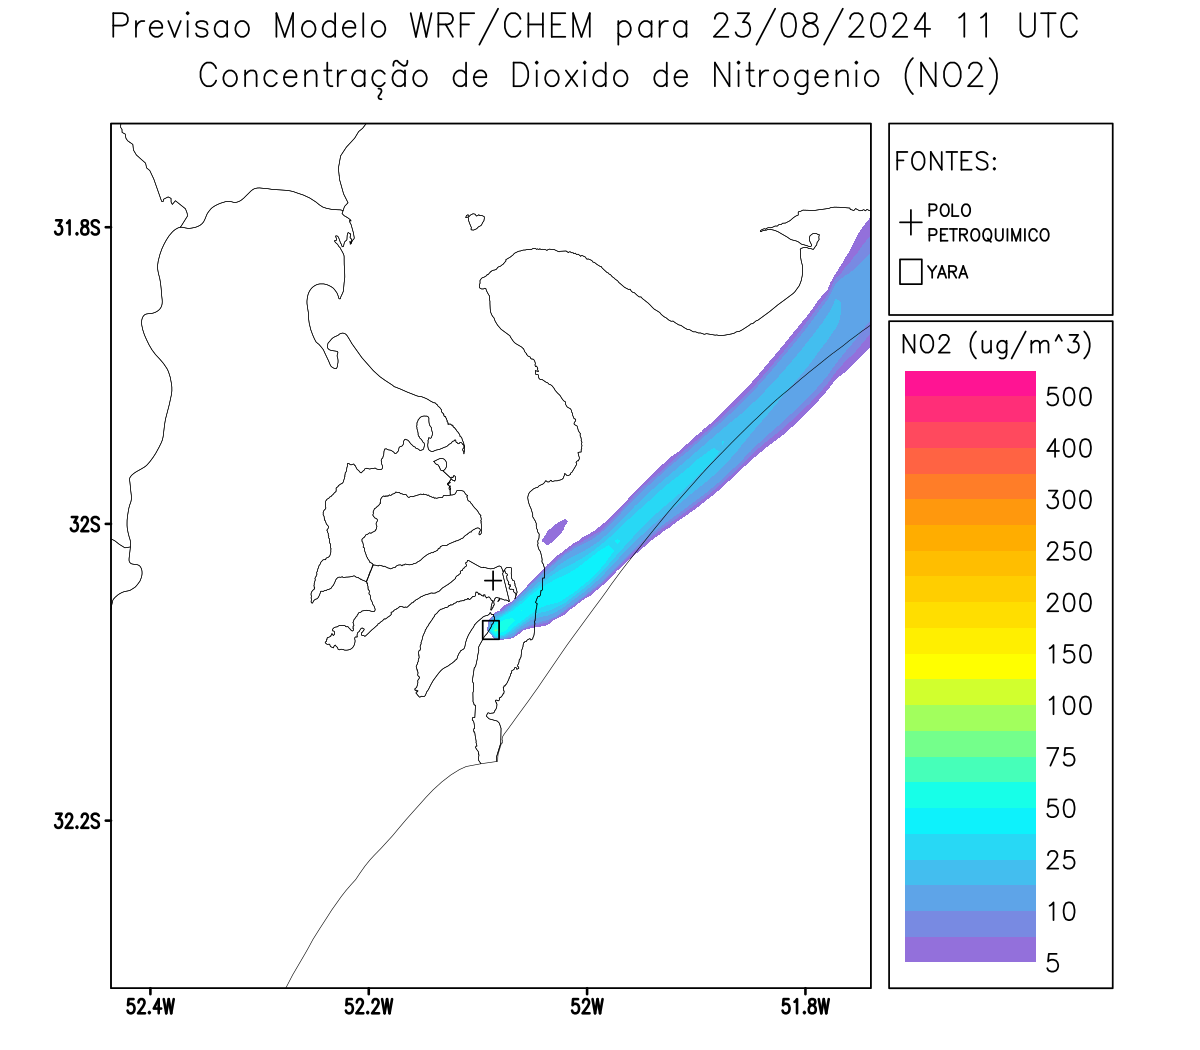 Previsao Modelo WRF/CHEM para 23/08/2024 11 UTC
Concentração de Dioxido de Nitrogenio (NO2)
FONTES:
POLO
PETROQUIMICO
YARA
NO2 (ug/m^3)
500
400
300
250
200
150
100
75
50
25
10
5
31.8S
32S
32.2S
52.4W
52.2W
52W
51.8W